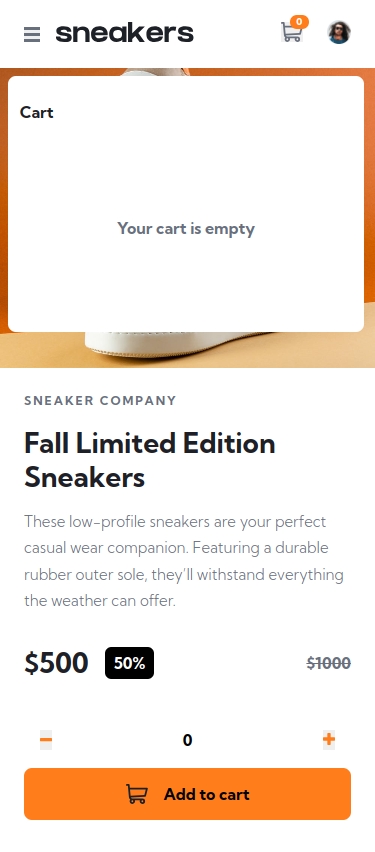 sneakers
0
Cart
Your cart is empty
SNEAKER COMPANY
Fall Limited Edition
Sneakers
These low-profile sneakers are your perfect
casual wear companion. Featuring a durable
rubber outer sole, they'll withstand everything
the weather can offer.
$500 50% $1000
0
Add to cart